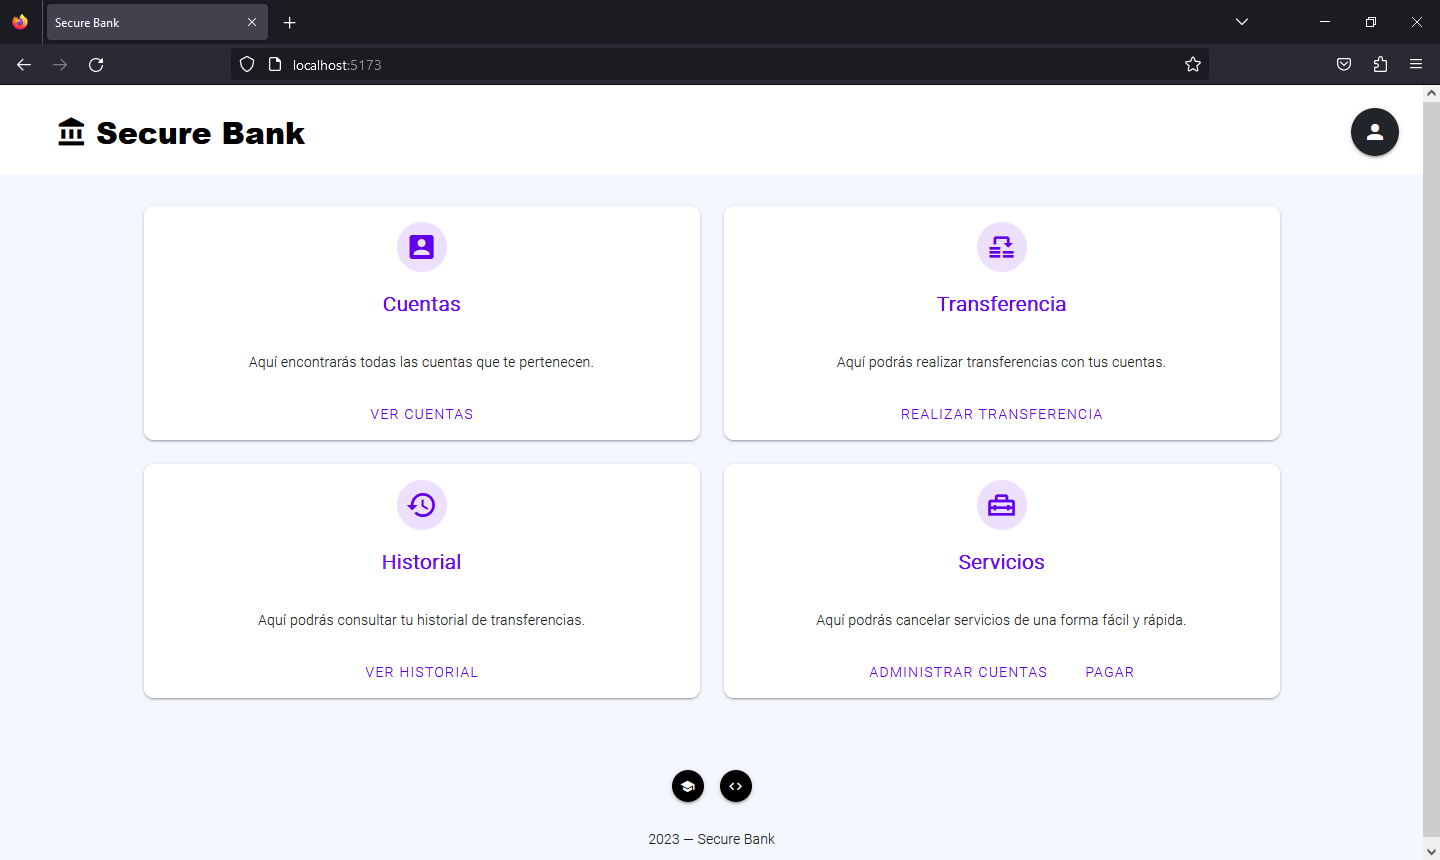 Secure Bank
localhost:5173
Secure Bank
Cuentas
Aquí encontrarás todas las cuentas que te pertenecen.
VER CUENTAS
Transferencia
Aquí podrás realizar transferencias con tus cuentas.
REALIZAR TRANSFERENCIA
Historial
Aquí podrás consultar tu historial de transferencias.
VER HISTORIAL
Servicios
Aquí podrás cancelar servicios de una forma fácil y rápida.
ADMINISTRAR CUENTAS PAGAR
2023 — Secure Bank